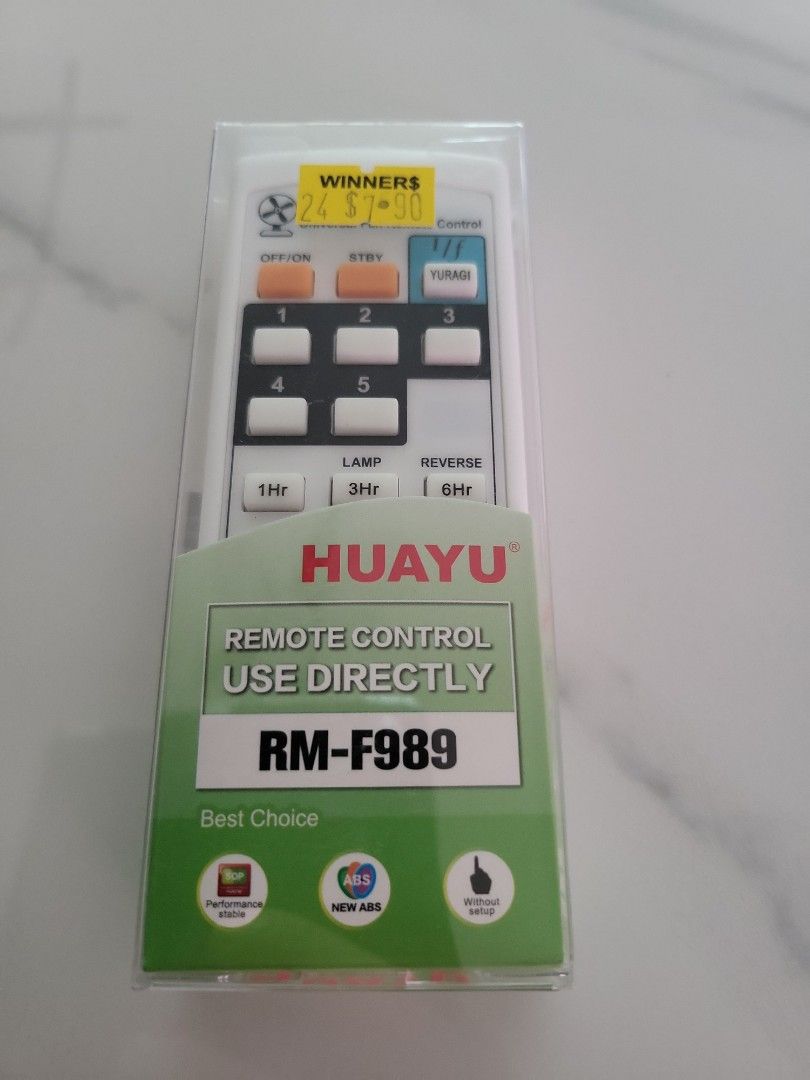 WINNER$
24 $7.90
Control
OFF/ON STBY 1/f
YURAGI
1 2 3
4 5
LAMP REVERSE
1Hr 3Hr 6Hr
HUAYU®
REMOTE CONTROL
USE DIRECTLY
RM-F989
Best Choice
SOP ABS
Performance stable
NEW ABS
Without setup